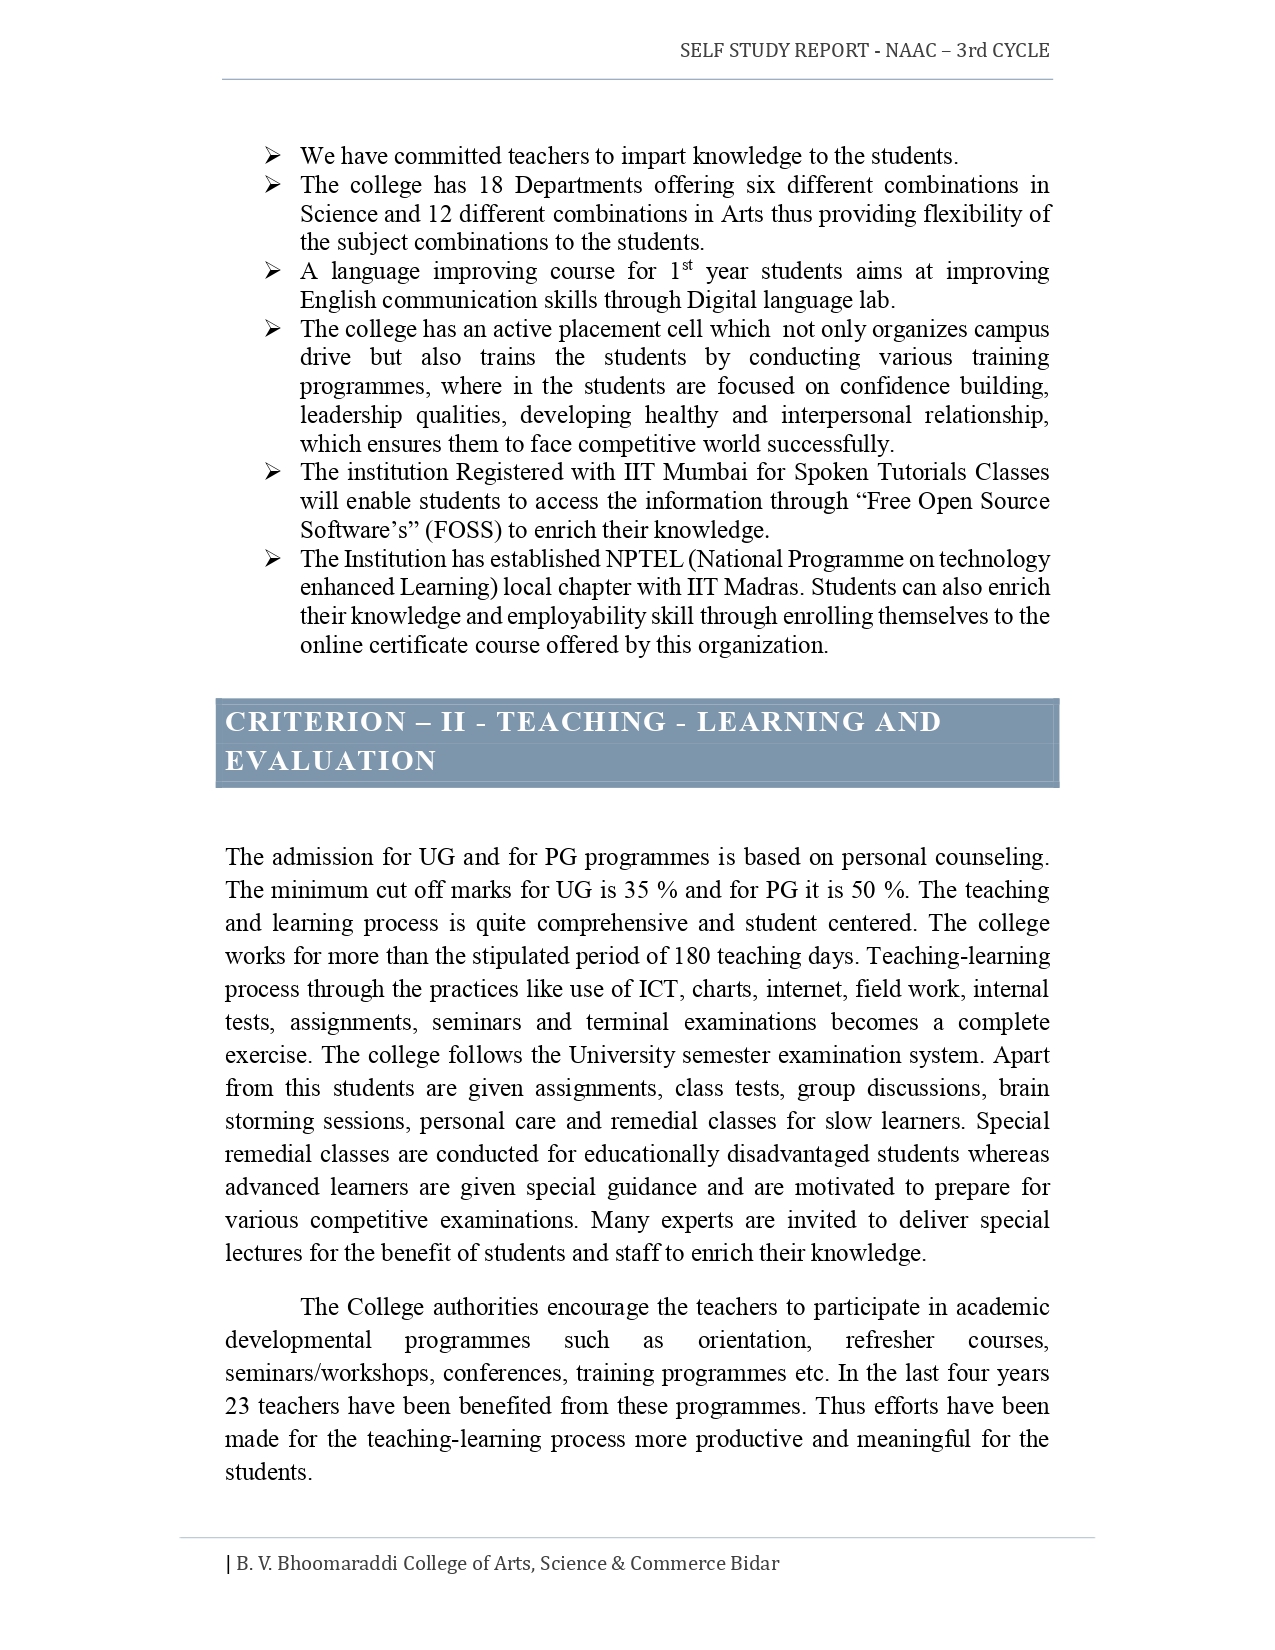 SELF STUDY REPORT - NAAC – 3rd CYCLE
➢ We have committed teachers to impart knowledge to the students.
➢ The college has 18 Departments offering six different combinations in
Science and 12 different combinations in Arts thus providing flexibility of
the subject combinations to the students.
➢ A language improving course for 1st year students aims at improving
English communication skills through Digital language lab.
➢ The college has an active placement cell which  not only organizes campus
drive but also trains the students by conducting various training
programmes, where in the students are focused on confidence building,
leadership qualities, developing healthy and interpersonal relationship,
which ensures them to face competitive world successfully.
➢ The institution Registered with IIT Mumbai for Spoken Tutorials Classes
will enable students to access the information through “Free Open Source
Software’s” (FOSS) to enrich their knowledge.
➢ The Institution has established NPTEL (National Programme on technology
enhanced Learning) local chapter with IIT Madras. Students can also enrich
their knowledge and employability skill through enrolling themselves to the
online certificate course offered by this organization.
CRITERION – II - TEACHING - LEARNING AND
EVALUATION
The admission for UG and for PG programmes is based on personal counseling.
The minimum cut off marks for UG is 35 % and for PG it is 50 %. The teaching
and learning process is quite comprehensive and student centered. The college
works for more than the stipulated period of 180 teaching days. Teaching-learning
process through the practices like use of ICT, charts, internet, field work, internal
tests, assignments, seminars and terminal examinations becomes a complete
exercise. The college follows the University semester examination system. Apart
from this students are given assignments, class tests, group discussions, brain
storming sessions, personal care and remedial classes for slow learners. Special
remedial classes are conducted for educationally disadvantaged students whereas
advanced learners are given special guidance and are motivated to prepare for
various competitive examinations. Many experts are invited to deliver special
lectures for the benefit of students and staff to enrich their knowledge.
The College authorities encourage the teachers to participate in academic
developmental programmes such as orientation, refresher courses,
seminars/workshops, conferences, training programmes etc. In the last four years
23 teachers have been benefited from these programmes. Thus efforts have been
made for the teaching-learning process more productive and meaningful for the
students.
| B. V. Bhoomaraddi College of Arts, Science & Commerce Bidar